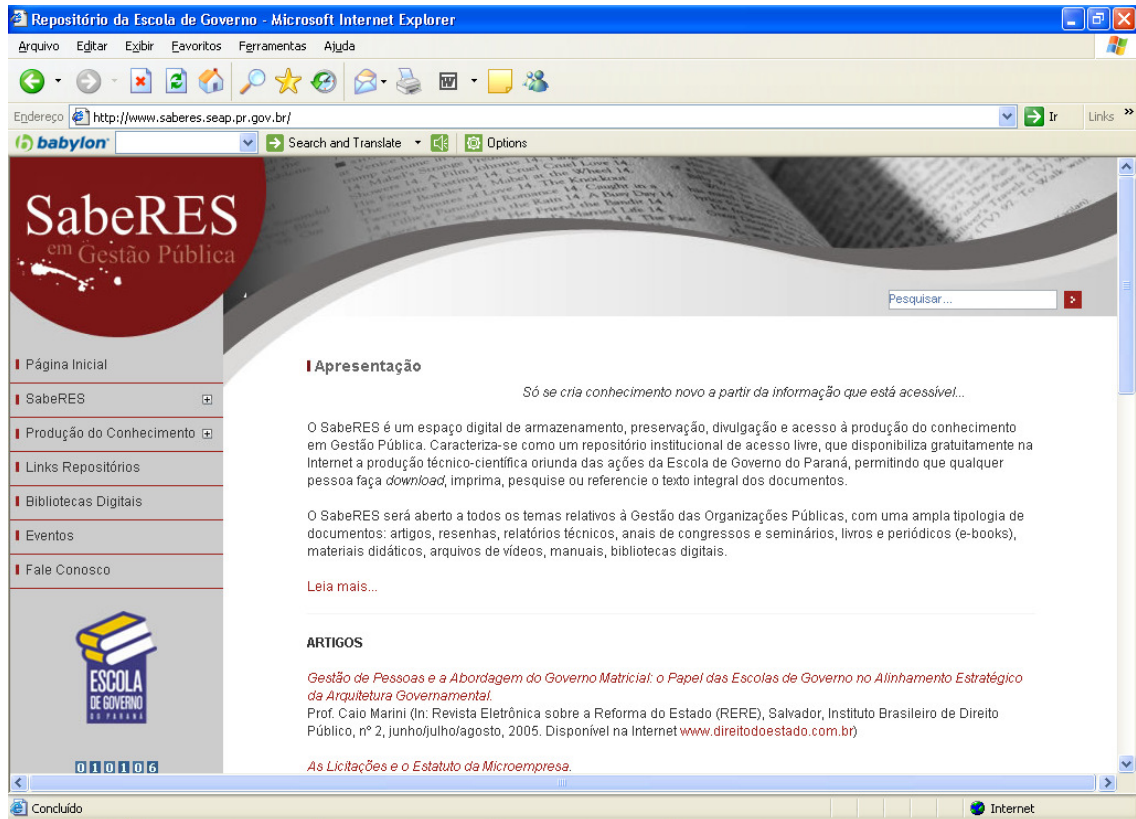 Repositório da Escola de Governo - Microsoft Internet Explorer
Arquivo Editar Exibir Favoritos Ferramentas Ajuda
Endereço http://www.saberes.seap.pr.gov.br/ Ir Links »
babylon Search and Translate Options
SabeRES
em Gestão Pública
Pesquisar...
Página Inicial
SabeRES
Produção do Conhecimento
Links Repositórios
Bibliotecas Digitais
Eventos
Fale Conosco
ESCOLA
DE GOVERNO
DO PARANÁ
010106
Apresentação
Só se cria conhecimento novo a partir da informação que está acessível...
O SabeRES é um espaço digital de armazenamento, preservação, divulgação e acesso à produção do conhecimento
em Gestão Pública. Caracteriza-se como um repositório institucional de acesso livre, que disponibiliza gratuitamente na
Internet a produção técnico-científica oriunda das ações da Escola de Governo do Paraná, permitindo que qualquer
pessoa faça download, imprima, pesquise ou referencie o texto integral dos documentos.
O SabeRES será aberto a todos os temas relativos à Gestão das Organizações Públicas, com uma ampla tipologia de
documentos: artigos, resenhas, relatórios técnicos, anais de congressos e seminários, livros e periódicos (e-books),
materiais didáticos, arquivos de vídeos, manuais, bibliotecas digitais.
Leia mais...
ARTIGOS
Gestão de Pessoas e a Abordagem do Governo Matricial: o Papel das Escolas de Governo no Alinhamento Estratégico
da Arquitetura Governamental.
Prof. Caio Marini (In: Revista Eletrônica sobre a Reforma do Estado (RERE), Salvador, Instituto Brasileiro de Direito
Público, nº 2, junho/julho/agosto, 2005. Disponível na Internet www.direitodoestado.com.br)
As Licitações e o Estatuto da Microempresa.
Concluído Internet